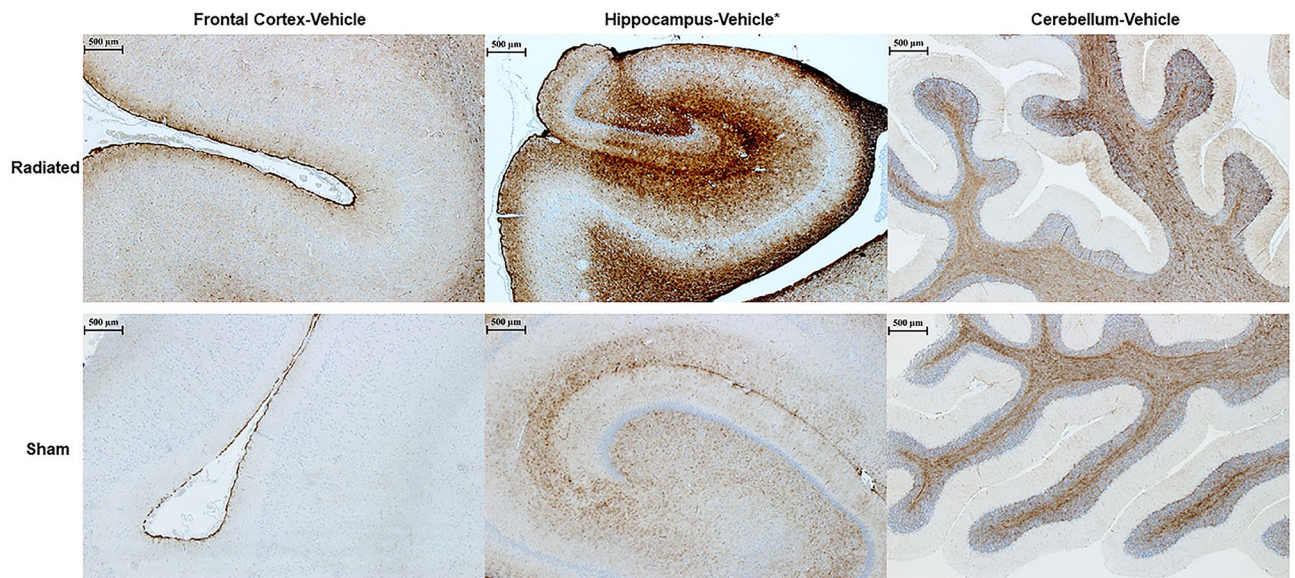 Frontal Cortex-Vehicle
Hippocampus-Vehicle*
Cerebellum-Vehicle
Radiated
500 µm
500 µm
500 µm
Sham
500 µm
500 µm
500 µm